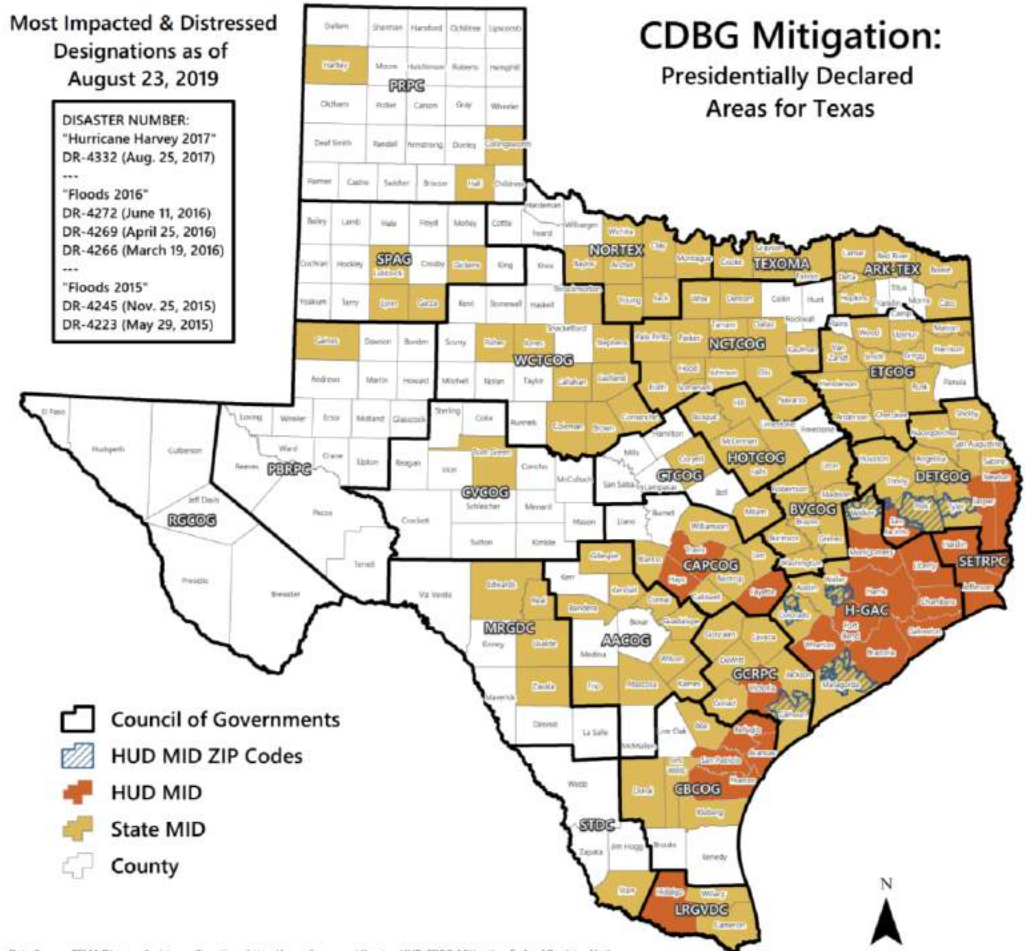 Most Impacted & Distressed
Designations as of
August 23, 2019
DISASTER NUMBER:
"Hurricane Harvey 2017"
DR-4332 (Aug. 25, 2017)
---
"Floods 2016"
DR-4272 (June 11, 2016)
DR-4269 (April 25, 2016)
DR-4266 (March 19, 2016)
---
"Floods 2015"
DR-4245 (Nov. 25, 2015)
DR-4223 (May 29, 2015)
CDBG Mitigation:
Presidentially Declared
Areas for Texas
Dallam Sherman Hansford Ochiltree Lipscomb
Hartley Moore Hutchinson Roberts Hemphill
PRPC
Oldham Potter Carson Gray Wheeler
Deaf Smith Randall Armstrong Donley Collingsworth
Parmer Castro Swisher Briscoe Hall Childress
Hardeman
Bailey Lamb Hale Floyd Motley Cottle Foard Wilbarger Wichita Clay Montague Cooke Grayson Fannin Lamar Red River Bowie
NORTEX TEXOMA ARK-TEX
SPAG
Cochran Hockley Lubbock Crosby Dickens King Knox Baylor Archer Delta Titus Hopkins Franklin Morris Cass Camp
Yoakum Terry Lynn Garza Kent Stonewall Haskell Throckmorton Young Jack Wise Denton Collin Hunt Rockwall
Gaines Dawson Borden Scurry Fisher Jones Shackelford Stephens Palo Pinto Parker Tarrant Dallas Kaufman Rains Wood Upshur Marion Harrison
WCTCOG NCTCOG ETCOG
Andrews Martin Howard Mitchell Nolan Taylor Callahan Eastland Erath Hood Somervell Johnson Ellis Van Zandt Smith Gregg Rusk Panola
El Paso Hudspeth Culberson Loving Winkler Ector Midland Glasscock Sterling Coke Runnels Coleman Brown Comanche Bosque Hill Navarro Henderson Anderson Cherokee Shelby
Ward Crane Upton Reagan Irion Tom Green Concho McCulloch Mills Hamilton Coryell McLennan Limestone Freestone Nacogdoches San Augustine Sabine
Reeves PBRPC CVCOG CTCOG HOTCOG DETCOG
Jeff Davis Pecos Crockett Schleicher Menard San Saba Lampasas Bell Falls Leon Houston Angelina Trinity Newton
RGCOG Sutton Kimble Mason Llano Burnet Milam Robertson Madison Walker Polk Tyler Jasper
BVCOG
Presidio Brewster Terrell Williamson Burleson Brazos Grimes San Jacinto Hardin
Gillespie Blanco Travis Lee Washington Montgomery Liberty SETRPC
CAPCOG
Val Verde Edwards Kerr Kendall Hays Bastrop Fayette Austin Waller Harris Chambers Jefferson
Real Bandera Comal Caldwell Colorado H-GAC
MRGDC AACOG Guadalupe Gonzales Lavaca Fort Bend Galveston
Kinney Uvalde Medina Bexar Wilson DeWitt Wharton Brazoria
GCRPC
Maverick Zavala Frio Atascosa Karnes Goliad Victoria Jackson Matagorda
Calhoun
Dimmit La Salle McMullen Live Oak Bee Refugio
Webb Duval Jim Wells San Patricio Aransas Nueces
CBCOG
STDC Kleberg
Zapata Jim Hogg Brooks Kenedy
Starr Hidalgo Willacy
LRGVDC
Cameron
Council of Governments
HUD MID ZIP Codes
HUD MID
State MID
County
N